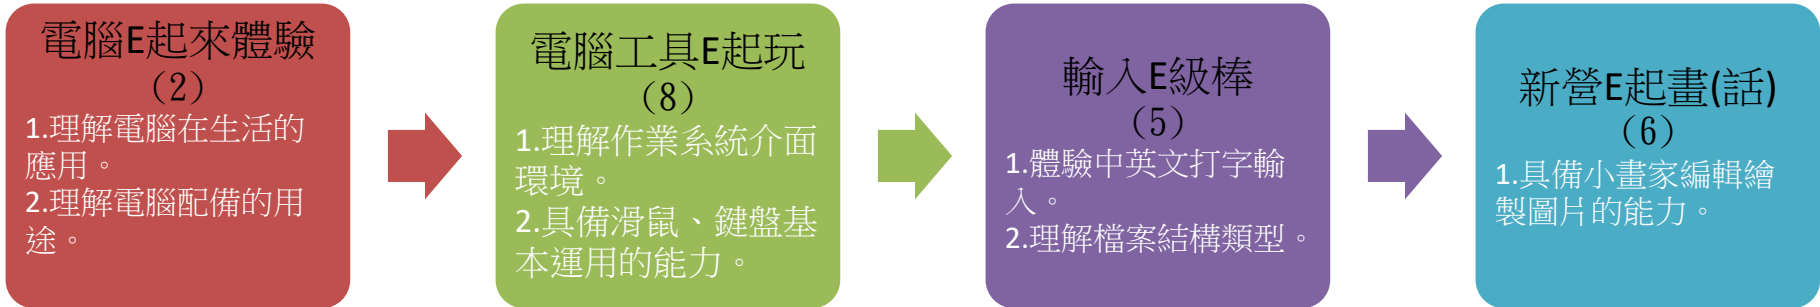 電腦E起來體驗
（2）
1.理解電腦在生活的
應用。
2.理解電腦配備的用
途。
電腦工具E起玩
（8）
1.理解作業系統介面
環境。
2.具備滑鼠、鍵盤基
本運用的能力。
輸入E級棒
（5）
1.體驗中英文打字輸
入。
2.理解檔案結構類型。
新營E起畫(話)
（6）
1.具備小畫家編輯繪
製圖片的能力。